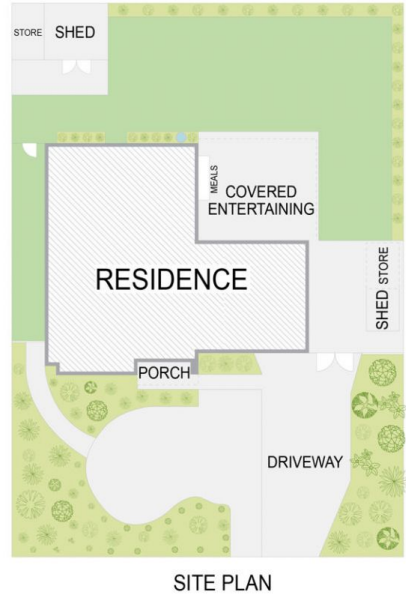 STORE SHED
MEALS
COVERED
ENTERTAINING
RESIDENCE
SHED STORE
PORCH
DRIVEWAY
SITE PLAN